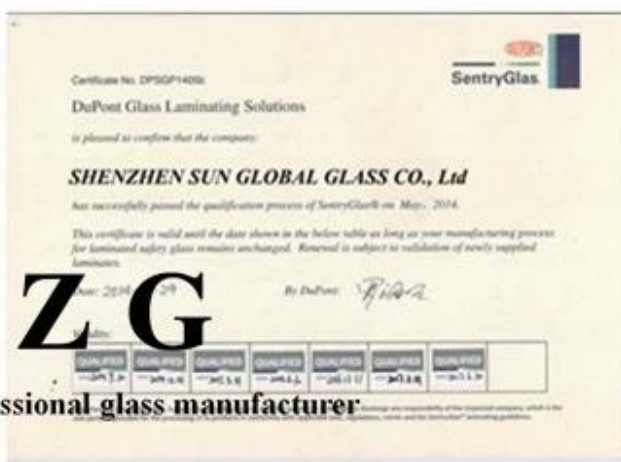 DUPONT
SentryGlas
Certificate No. DPSGP1405b
DuPont Glass Laminating Solutions
is pleased to confirm that the company:
SHENZHEN SUN GLOBAL GLASS CO., Ltd
has successfully passed the qualification process of SentryGlas® on May, 2014.
This certificate is valid until the date shown in the below table as long as your manufacturing process
for laminated safety glass remains unchanged. Renewal is subject to validation of newly supplied
laminates.
29
By DuPont:
Z G
Validity:
QUALIFIED QUALIFIED QUALIFIED QUALIFIED QUALIFIED QUALIFIED QUALIFIED
ssional glass manufacturer